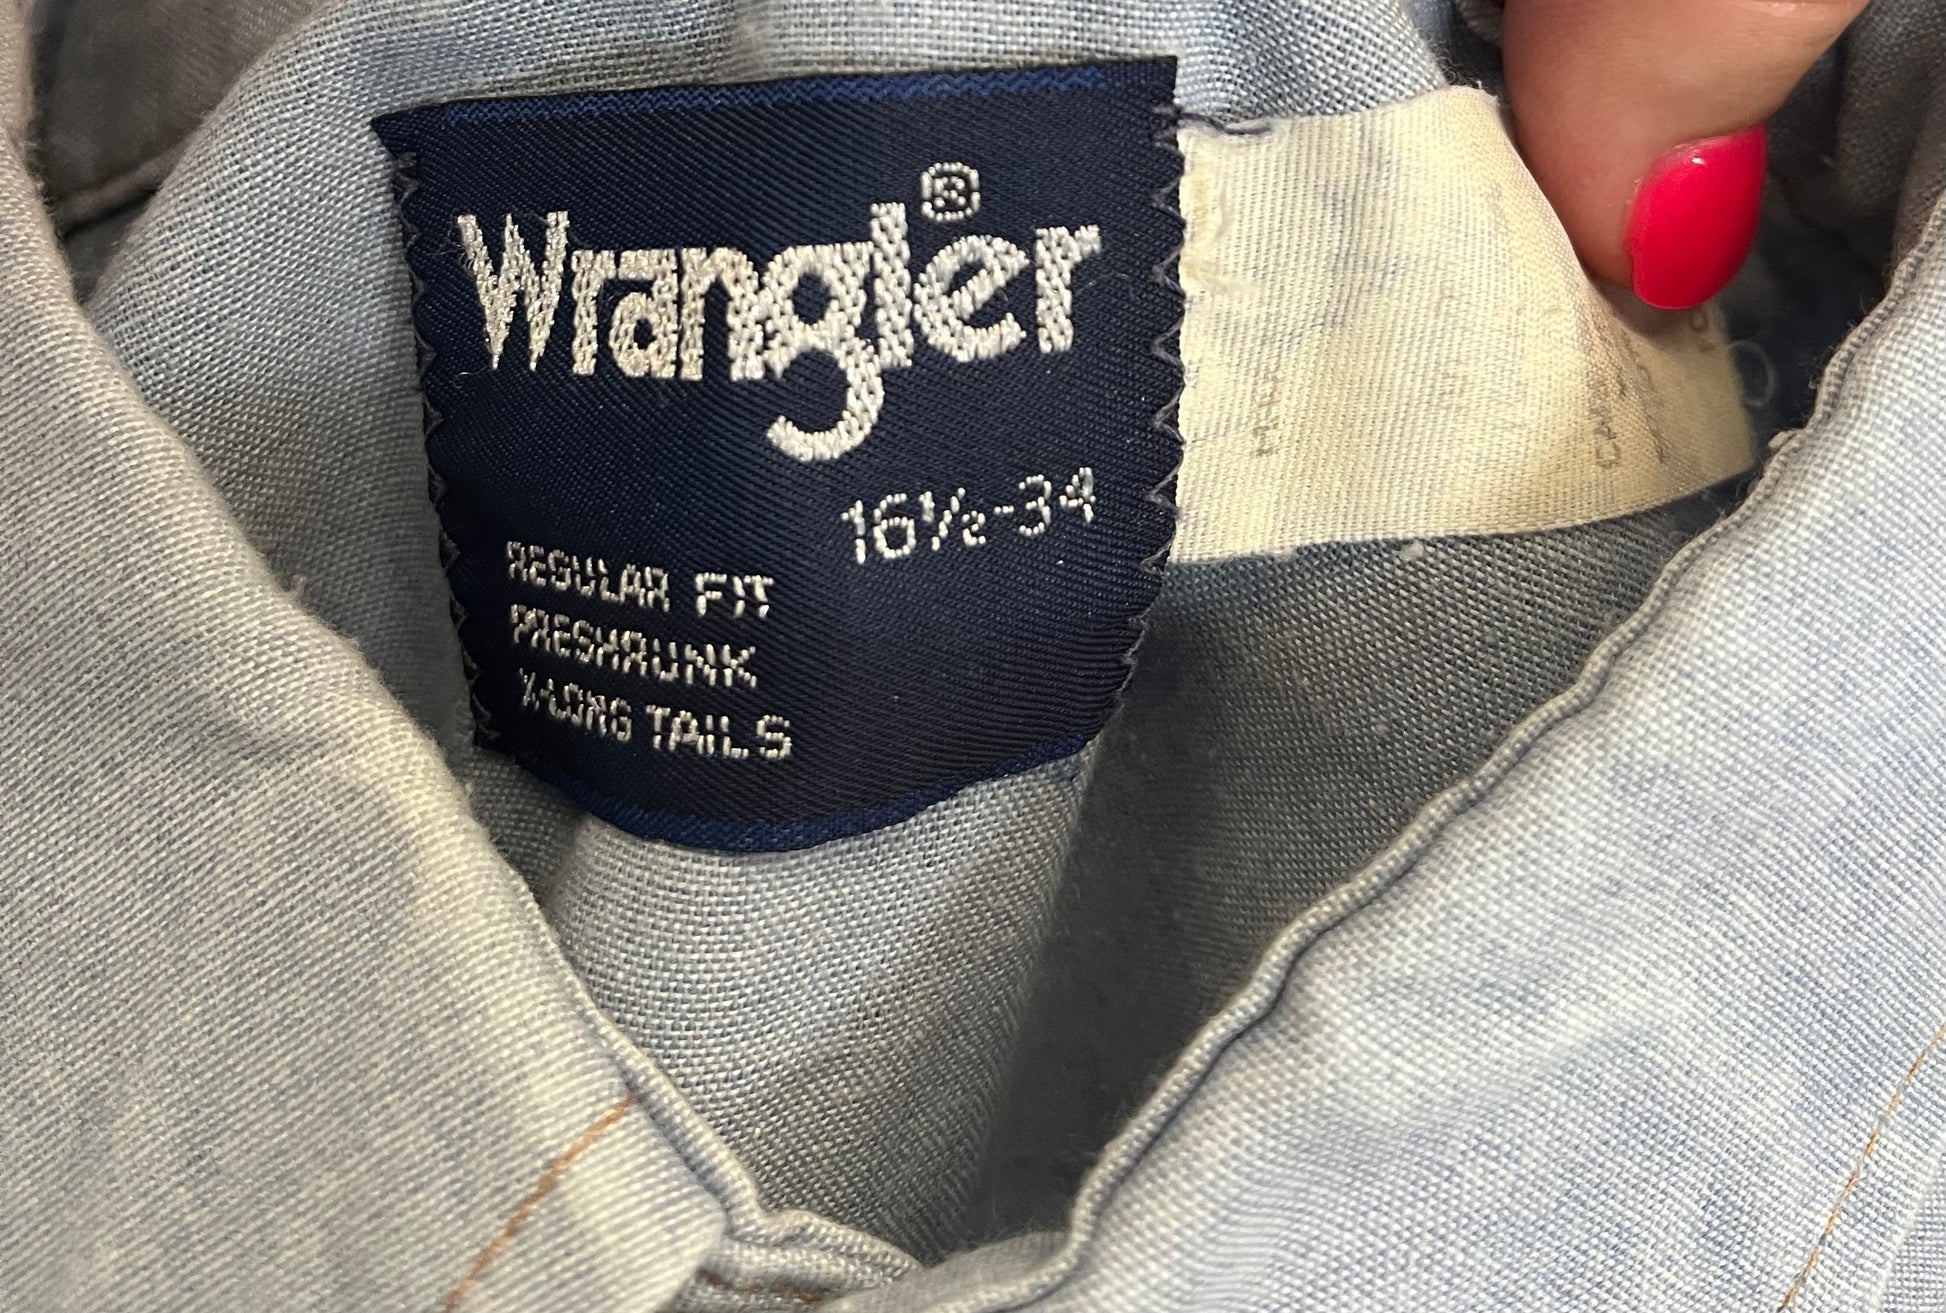 Wrangler®
16½-34
REGULAR FIT
PRESHRUNK
X-LONG TAILS